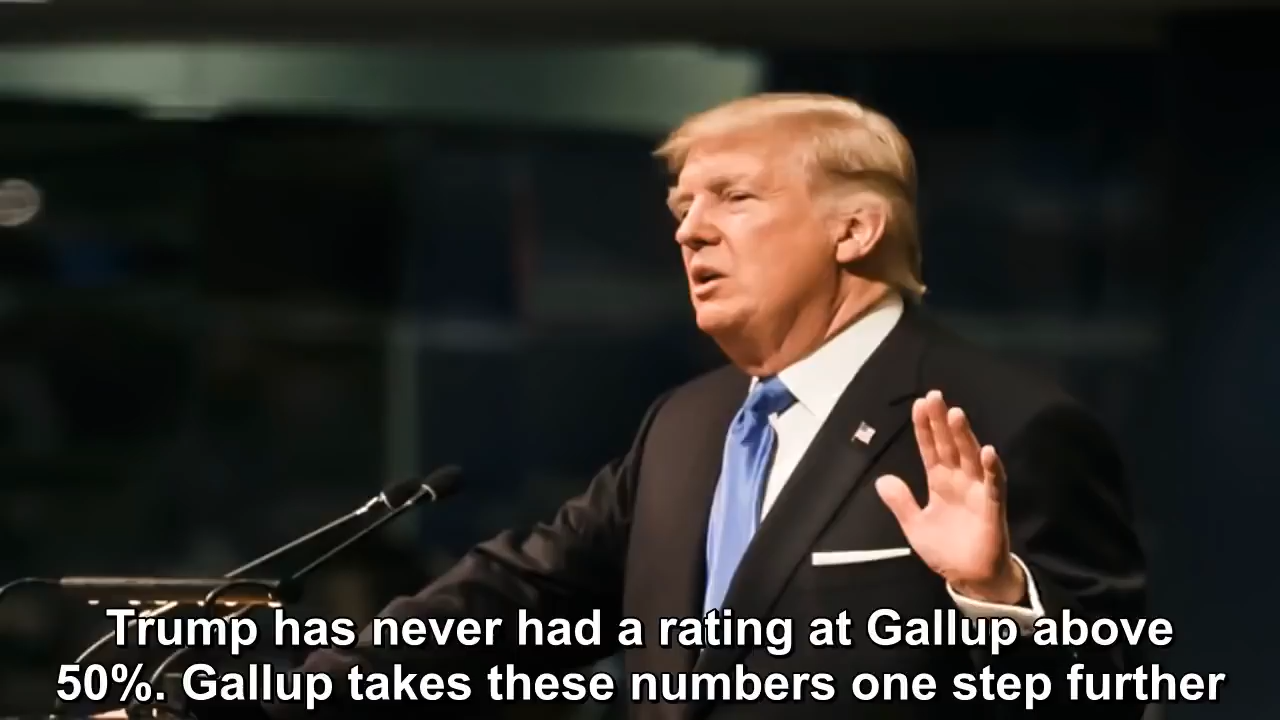 Trump has never had a rating at Gallup above
50%. Gallup takes these numbers one step further